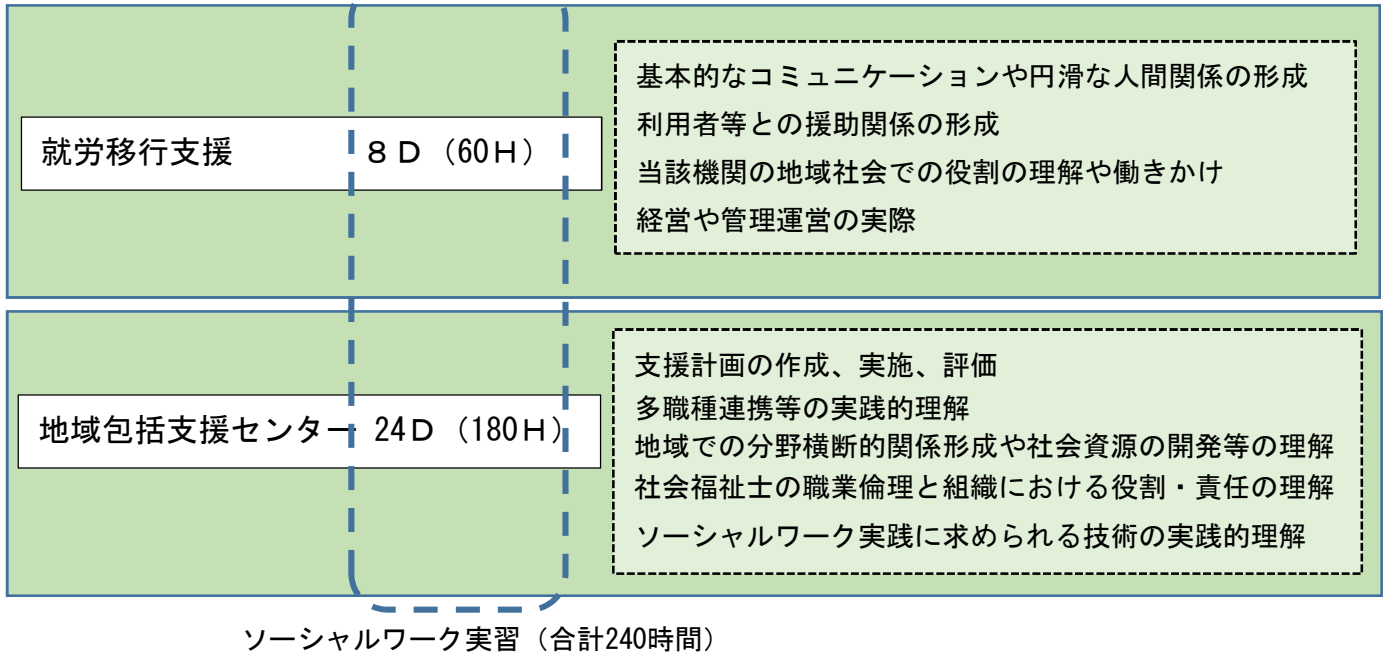 就労移行支援　8D（60H）
基本的なコミュニケーションや円滑な人間関係の形成
利用者等との援助関係の形成
当該機関の地域社会での役割の理解や働きかけ
経営や管理運営の実際
地域包括支援センター 24D（180H）
支援計画の作成、実施、評価
多職種連携等の実践的理解
地域での分野横断的関係形成や社会資源の開発等の理解
社会福祉士の職業倫理と組織における役割・責任の理解
ソーシャルワーク実践に求められる技術の実践的理解
ソーシャルワーク実習（合計240時間）